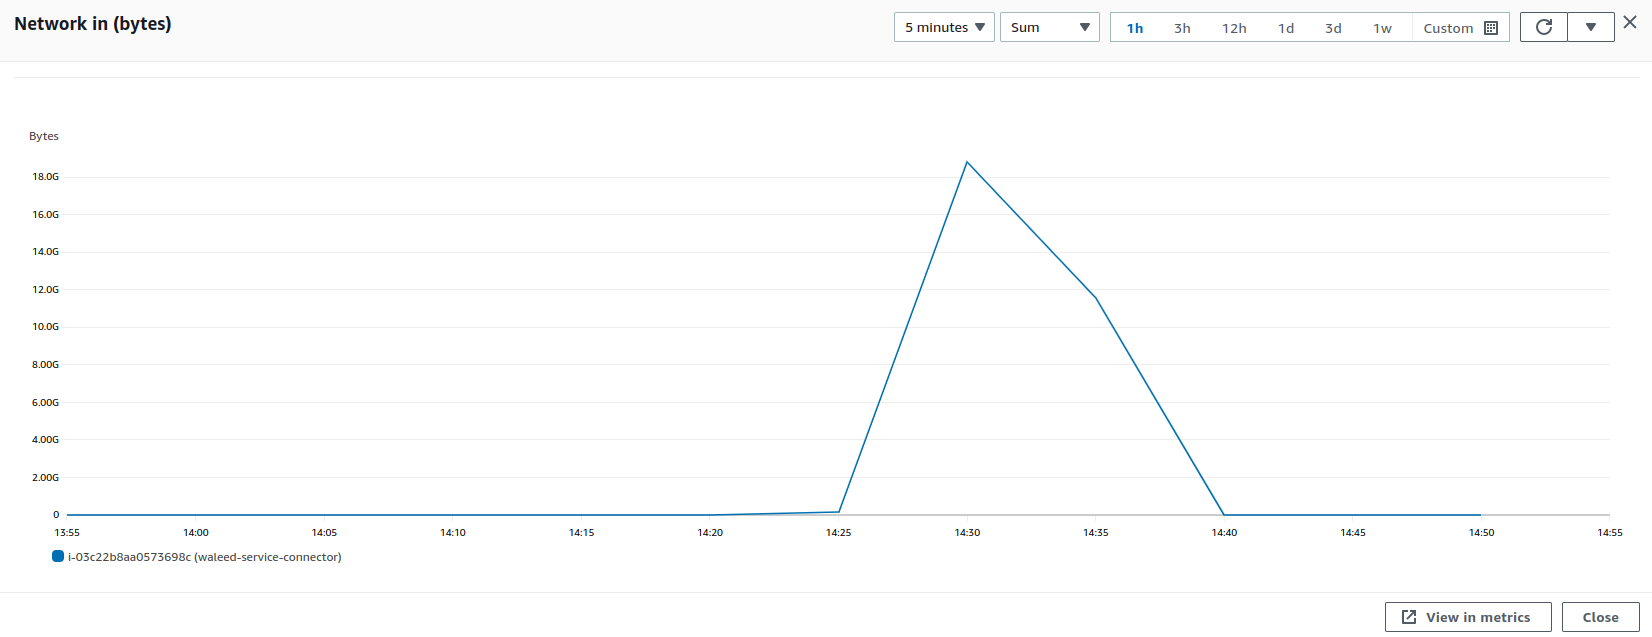 Network in (bytes)
5 minutes Sum 1h 3h 12h 1d 3d 1w Custom
Bytes
18.0G
16.0G
14.0G
12.0G
10.0G
8.00G
6.00G
4.00G
2.00G
0
13:55 14:00 14:05 14:10 14:15 14:20 14:25 14:30 14:35 14:40 14:45 14:50 14:55
i-03c22b8aa0573698c (waleed-service-connector)
View in metrics Close